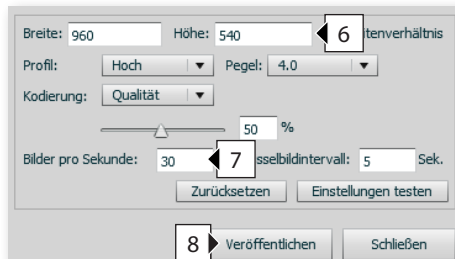 Breite: 960 Höhe: 540 6 itenverhältnis
Profil: Hoch Pegel: 4.0
Kodierung: Qualität
50 %
Bilder pro Sekunde: 30 7 sselbildintervall: 5 Sek.
Zurücksetzen Einstellungen testen
8 Veröffentlichen Schließen